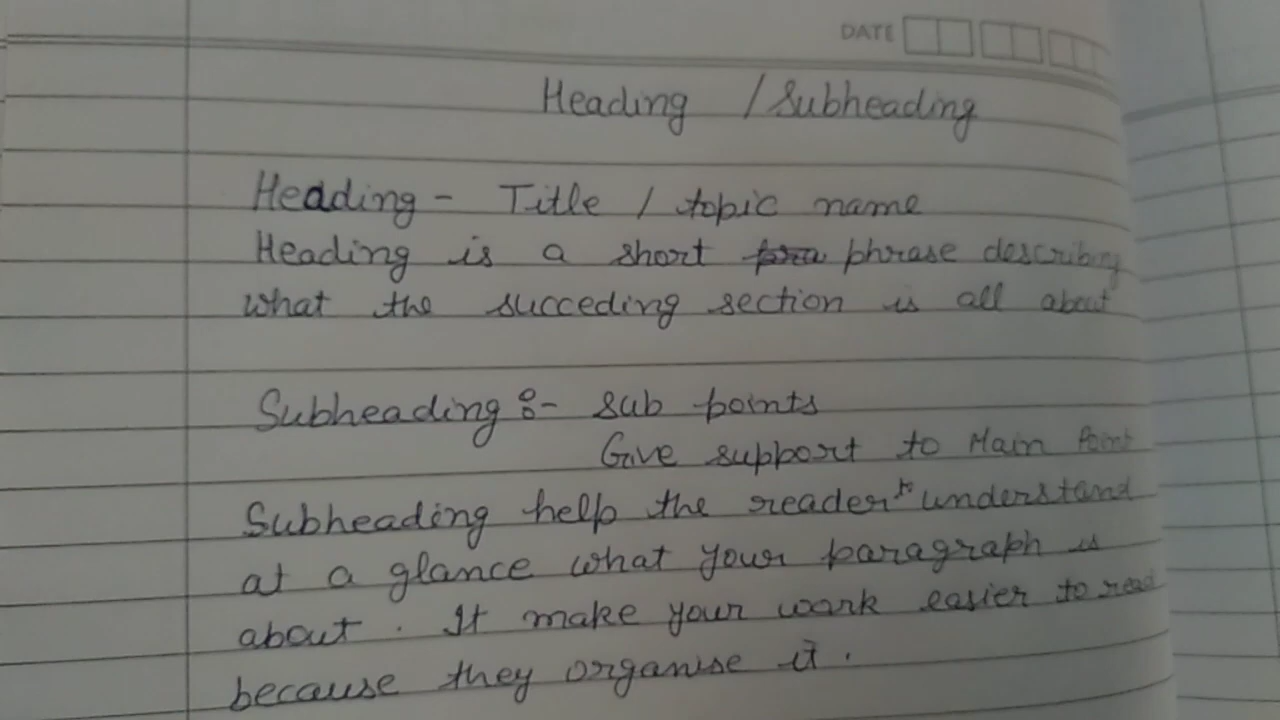 DATE
Heading / Subheading
Heading - Title / topic name
Heading is a short phrase describing
what the succeding section is all about
Subheading :- sub points
Give support to Main Point
Subheading help the reader to understand
at a glance what your paragraph is
about . It make your work easier to read
because they organise it .